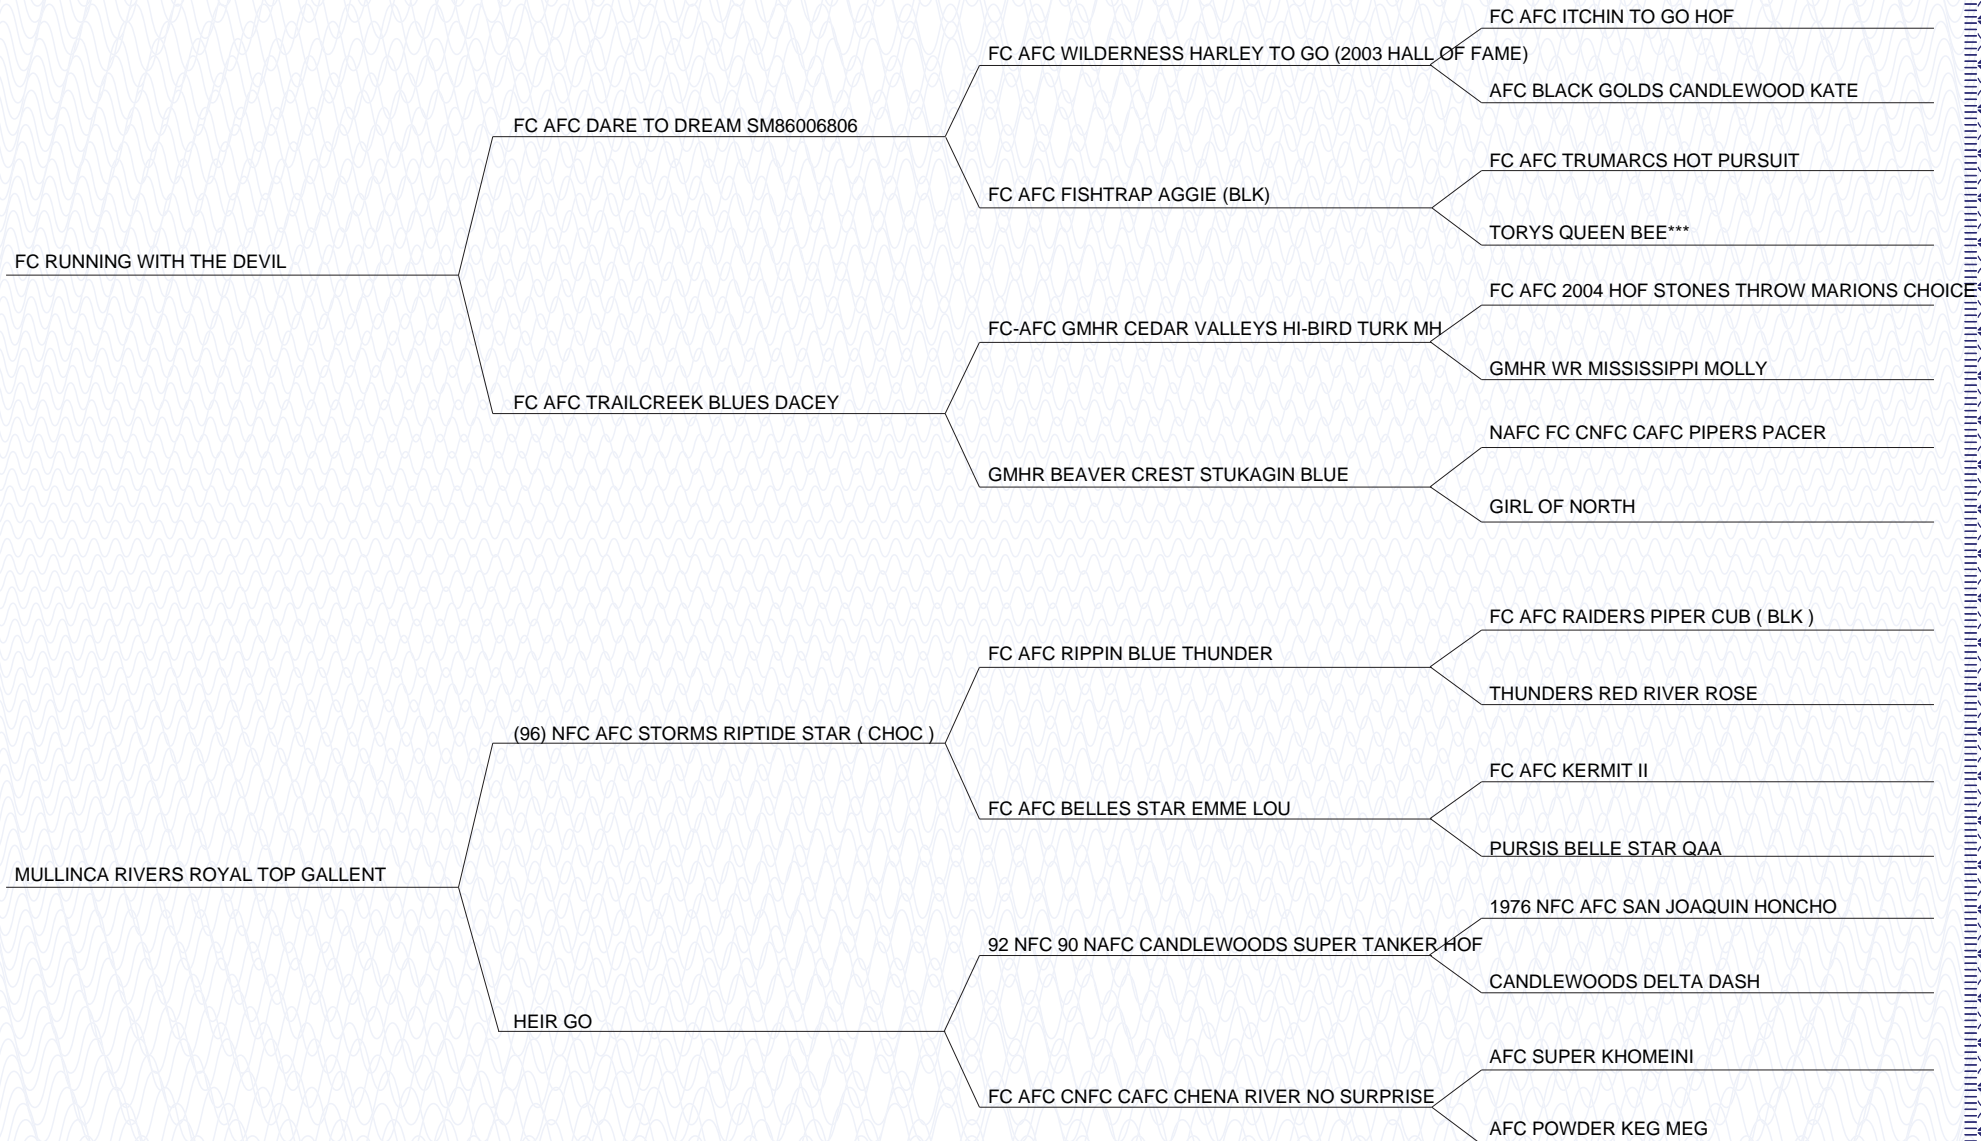 FC AFC ITCHIN TO GO HOF
FC AFC WILDERNESS HARLEY TO GO (2003 HALL OF FAME)
AFC BLACK GOLDS CANDLEWOOD KATE
FC AFC DARE TO DREAM SM86006806
FC AFC TRUMARCS HOT PURSUIT
FC AFC FISHTRAP AGGIE (BLK)
TORYS QUEEN BEE***
FC RUNNING WITH THE DEVIL
FC AFC 2004 HOF STONES THROW MARIONS CHOICE
FC-AFC GMHR CEDAR VALLEYS HI-BIRD TURK MH
GMHR WR MISSISSIPPI MOLLY
FC AFC TRAILCREEK BLUES DACEY
NAFC FC CNFC CAFC PIPERS PACER
GMHR BEAVER CREST STUKAGIN BLUE
GIRL OF NORTH
FC AFC RAIDERS PIPER CUB ( BLK )
FC AFC RIPPIN BLUE THUNDER
THUNDERS RED RIVER ROSE
(96) NFC AFC STORMS RIPTIDE STAR ( CHOC )
FC AFC KERMIT II
FC AFC BELLES STAR EMME LOU
PURSIS BELLE STAR QAA
MULLINCA RIVERS ROYAL TOP GALLENT
1976 NFC AFC SAN JOAQUIN HONCHO
92 NFC 90 NAFC CANDLEWOODS SUPER TANKER HOF
CANDLEWOODS DELTA DASH
HEIR GO
AFC SUPER KHOMEINI
FC AFC CNFC CAFC CHENA RIVER NO SURPRISE
AFC POWDER KEG MEG